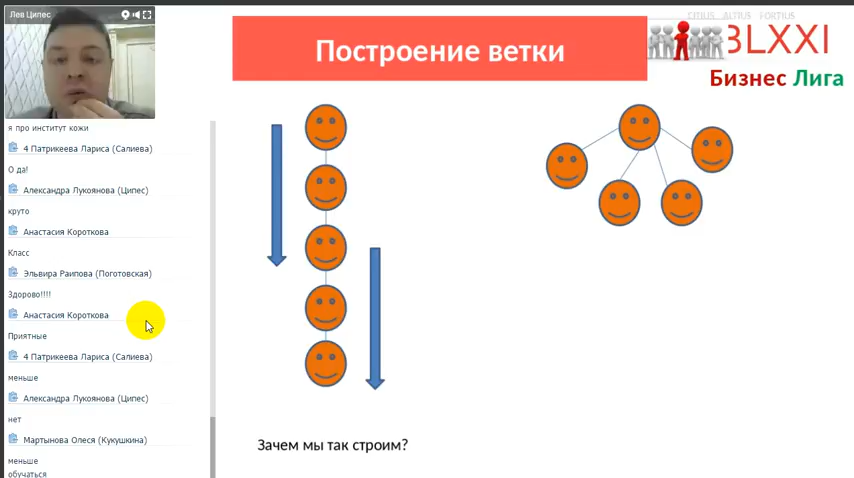 Лев Ципес
я про институт кожи
4 Патрикеева Лариса (Салиева)
О да!
Александра Лукоянова (Ципес)
круто
Анастасия Короткова
Класс
Эльвира Раипова (Поготовская)
Здорово!!!!
Анастасия Короткова
Приятные
4 Патрикеева Лариса (Салиева)
меньше
Александра Лукоянова (Ципес)
нет
Мартынова Олеся (Кукушкина)
меньше
обучаться
Построение ветки
CITIUS ALTIUS FORTIUS
BLXXI
Бизнес Лига
Зачем мы так строим?